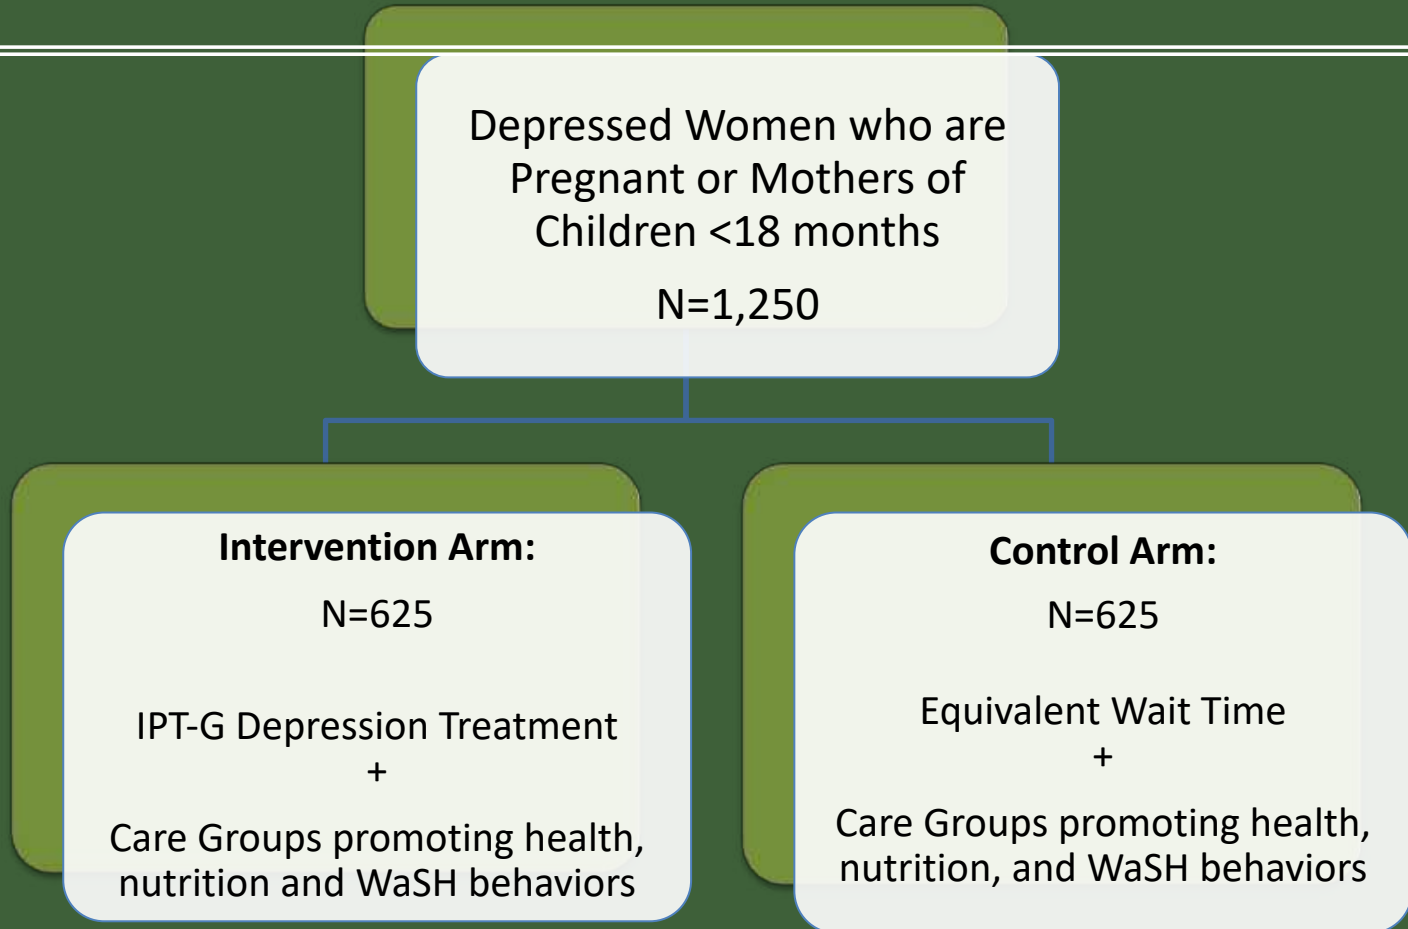 Depressed Women who are
Pregnant or Mothers of
Children <18 months
N=1,250
Intervention Arm:
N=625
IPT-G Depression Treatment
+
Care Groups promoting health,
nutrition and WaSH behaviors
Control Arm:
N=625
Equivalent Wait Time
+
Care Groups promoting health,
nutrition, and WaSH behaviors